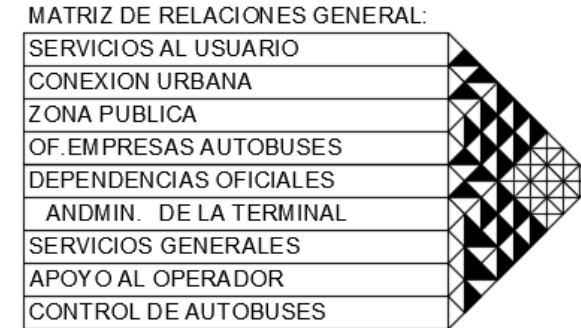 MATRIZ DE RELACIONES GENERAL:
SERVICIOS AL USUARIO
CONEXION URBANA
ZONA PUBLICA
OF.EMPRESAS AUTOBUSES
DEPENDENCIAS OFICIALES
ANDMIN. DE LA TERMINAL
SERVICIOS GENERALES
APOYO AL OPERADOR
CONTROL DE AUTOBUSES